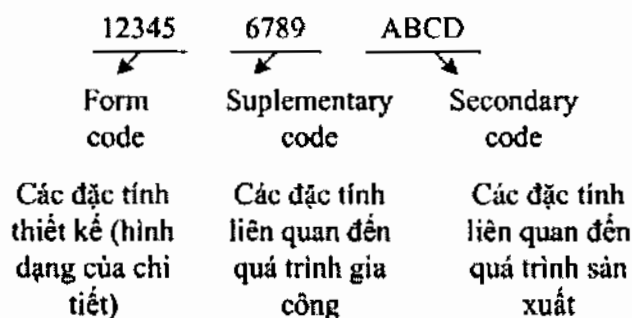 12345 6789 ABCD
Form Suplementary Secondary
code code code
Các đặc tính Các đặc tính Các đặc tính
thiết kế (hình liên quan đến liên quan đến
dạng của chi quá trình gia quá trình sản
tiết) công xuất